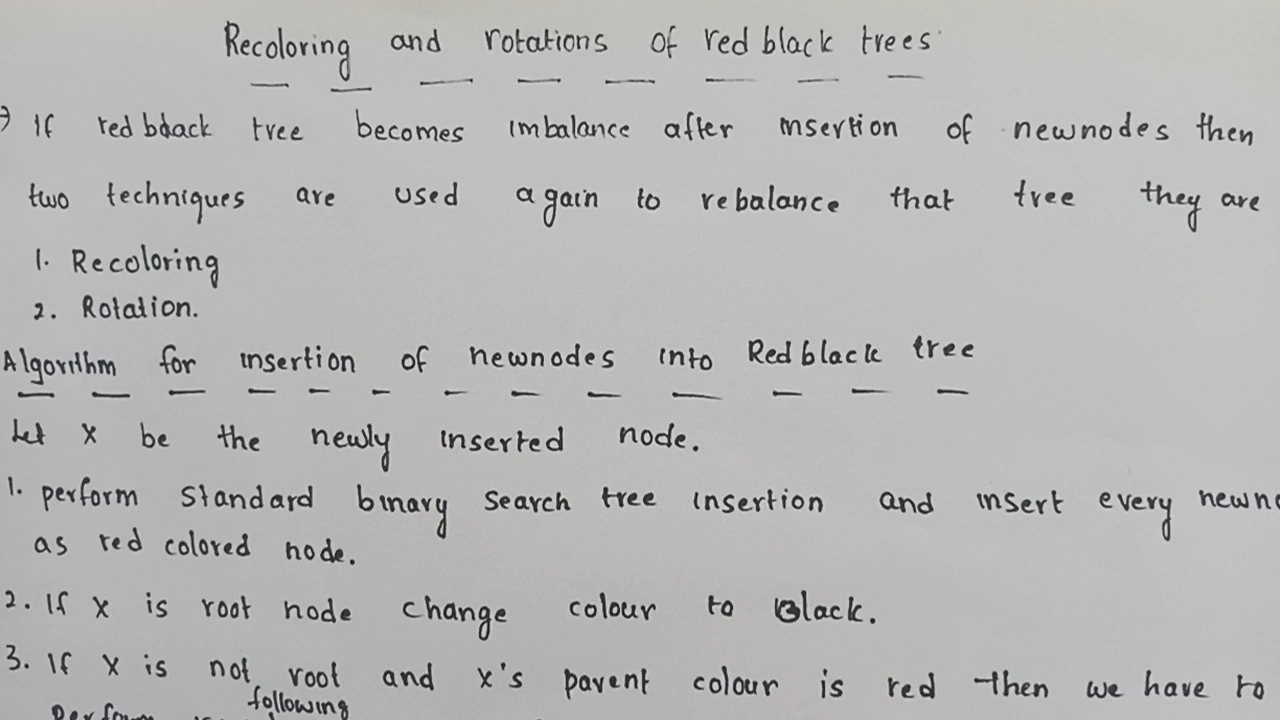 Recoloring and rotations of red black trees
If red bdack tree becomes imbalance after insertion of newnodes then
two techniques are used again to rebalance that tree they are
1. Recoloring
2. Rotation.
Algorithm for insertion of newnodes into Red black tree
Let x be the newly inserted node.
1. perform standard binary search tree insertion and insert every
as red colored node.
2. If x is root node change colour to Black.
3. If x is not root and x's parent colour is red then we have to
following